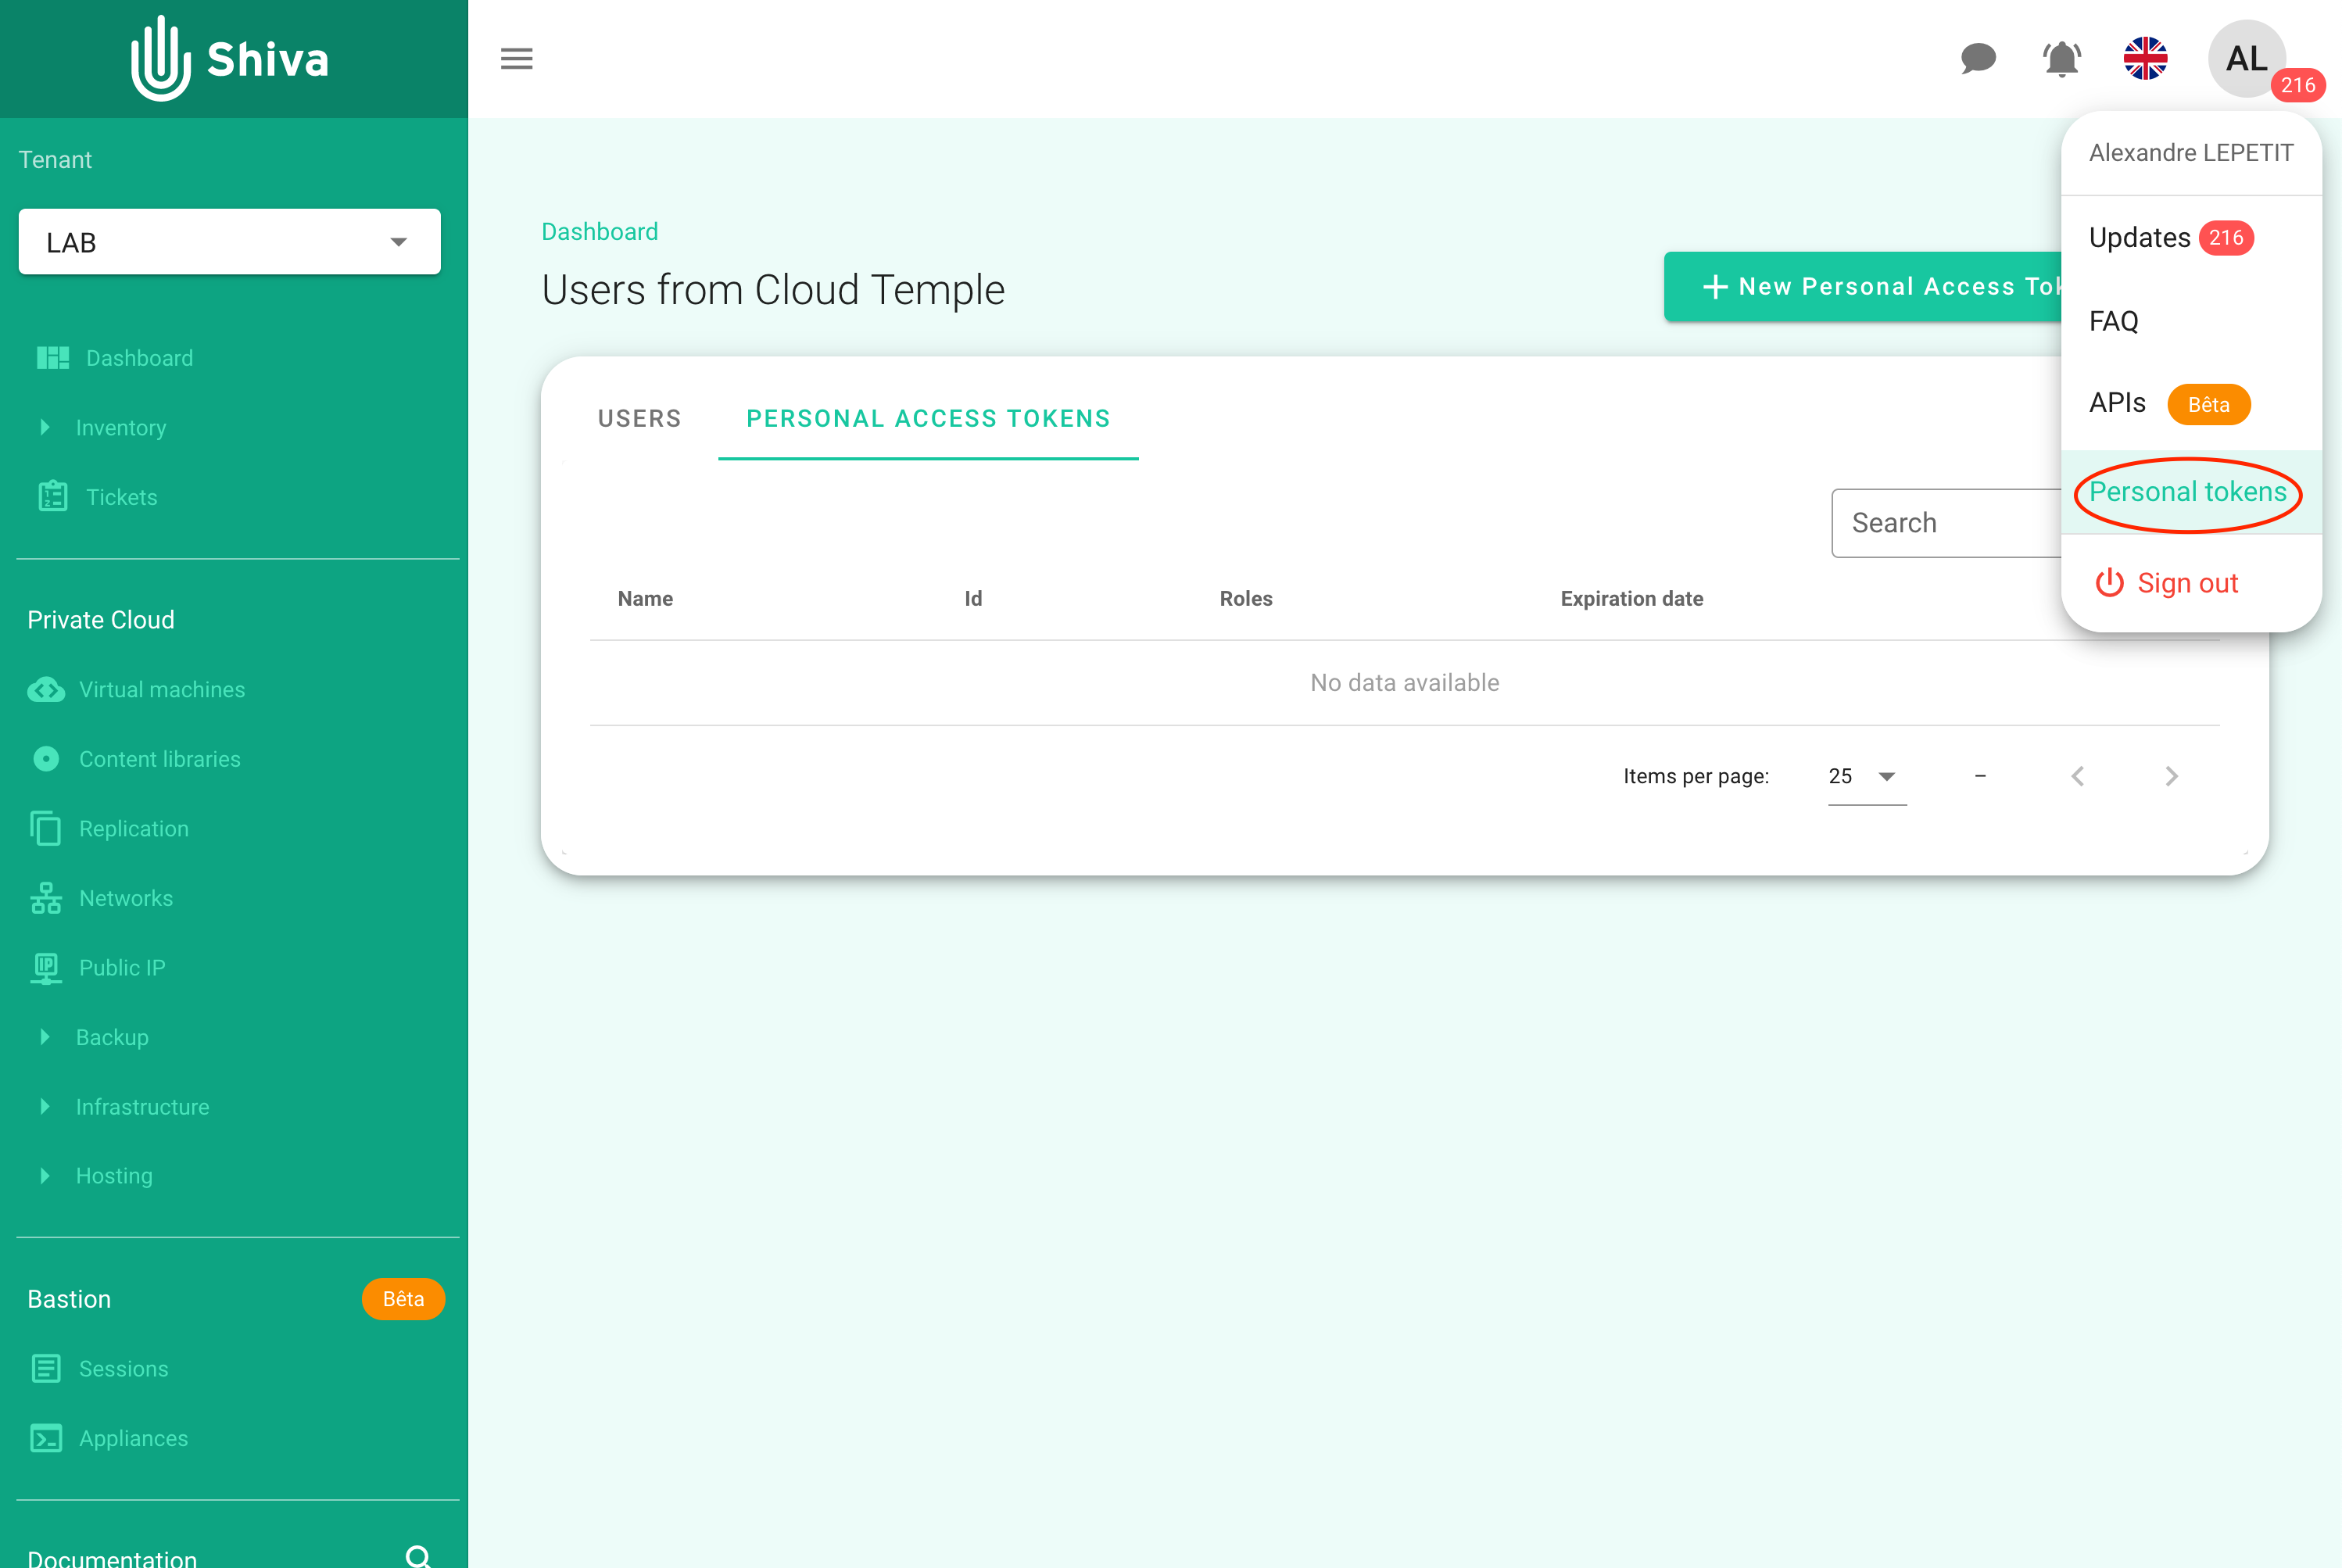 Shiva
Tenant
LAB
Dashboard
Inventory
Tickets
Private Cloud
Virtual machines
Content libraries
Replication
Networks
IP
Public IP
Backup
Infrastructure
Hosting
Bastion Bêta
Sessions
Appliances
Documentation
AL
216
Dashboard
Users from Cloud Temple
+ New Personal Access Tok
USERS PERSONAL ACCESS TOKENS
Search
Name Id Roles Expiration date
No data available
Items per page: 25 –
Alexandre LEPETIT
Updates 216
FAQ
APIs Bêta
Personal tokens
Sign out